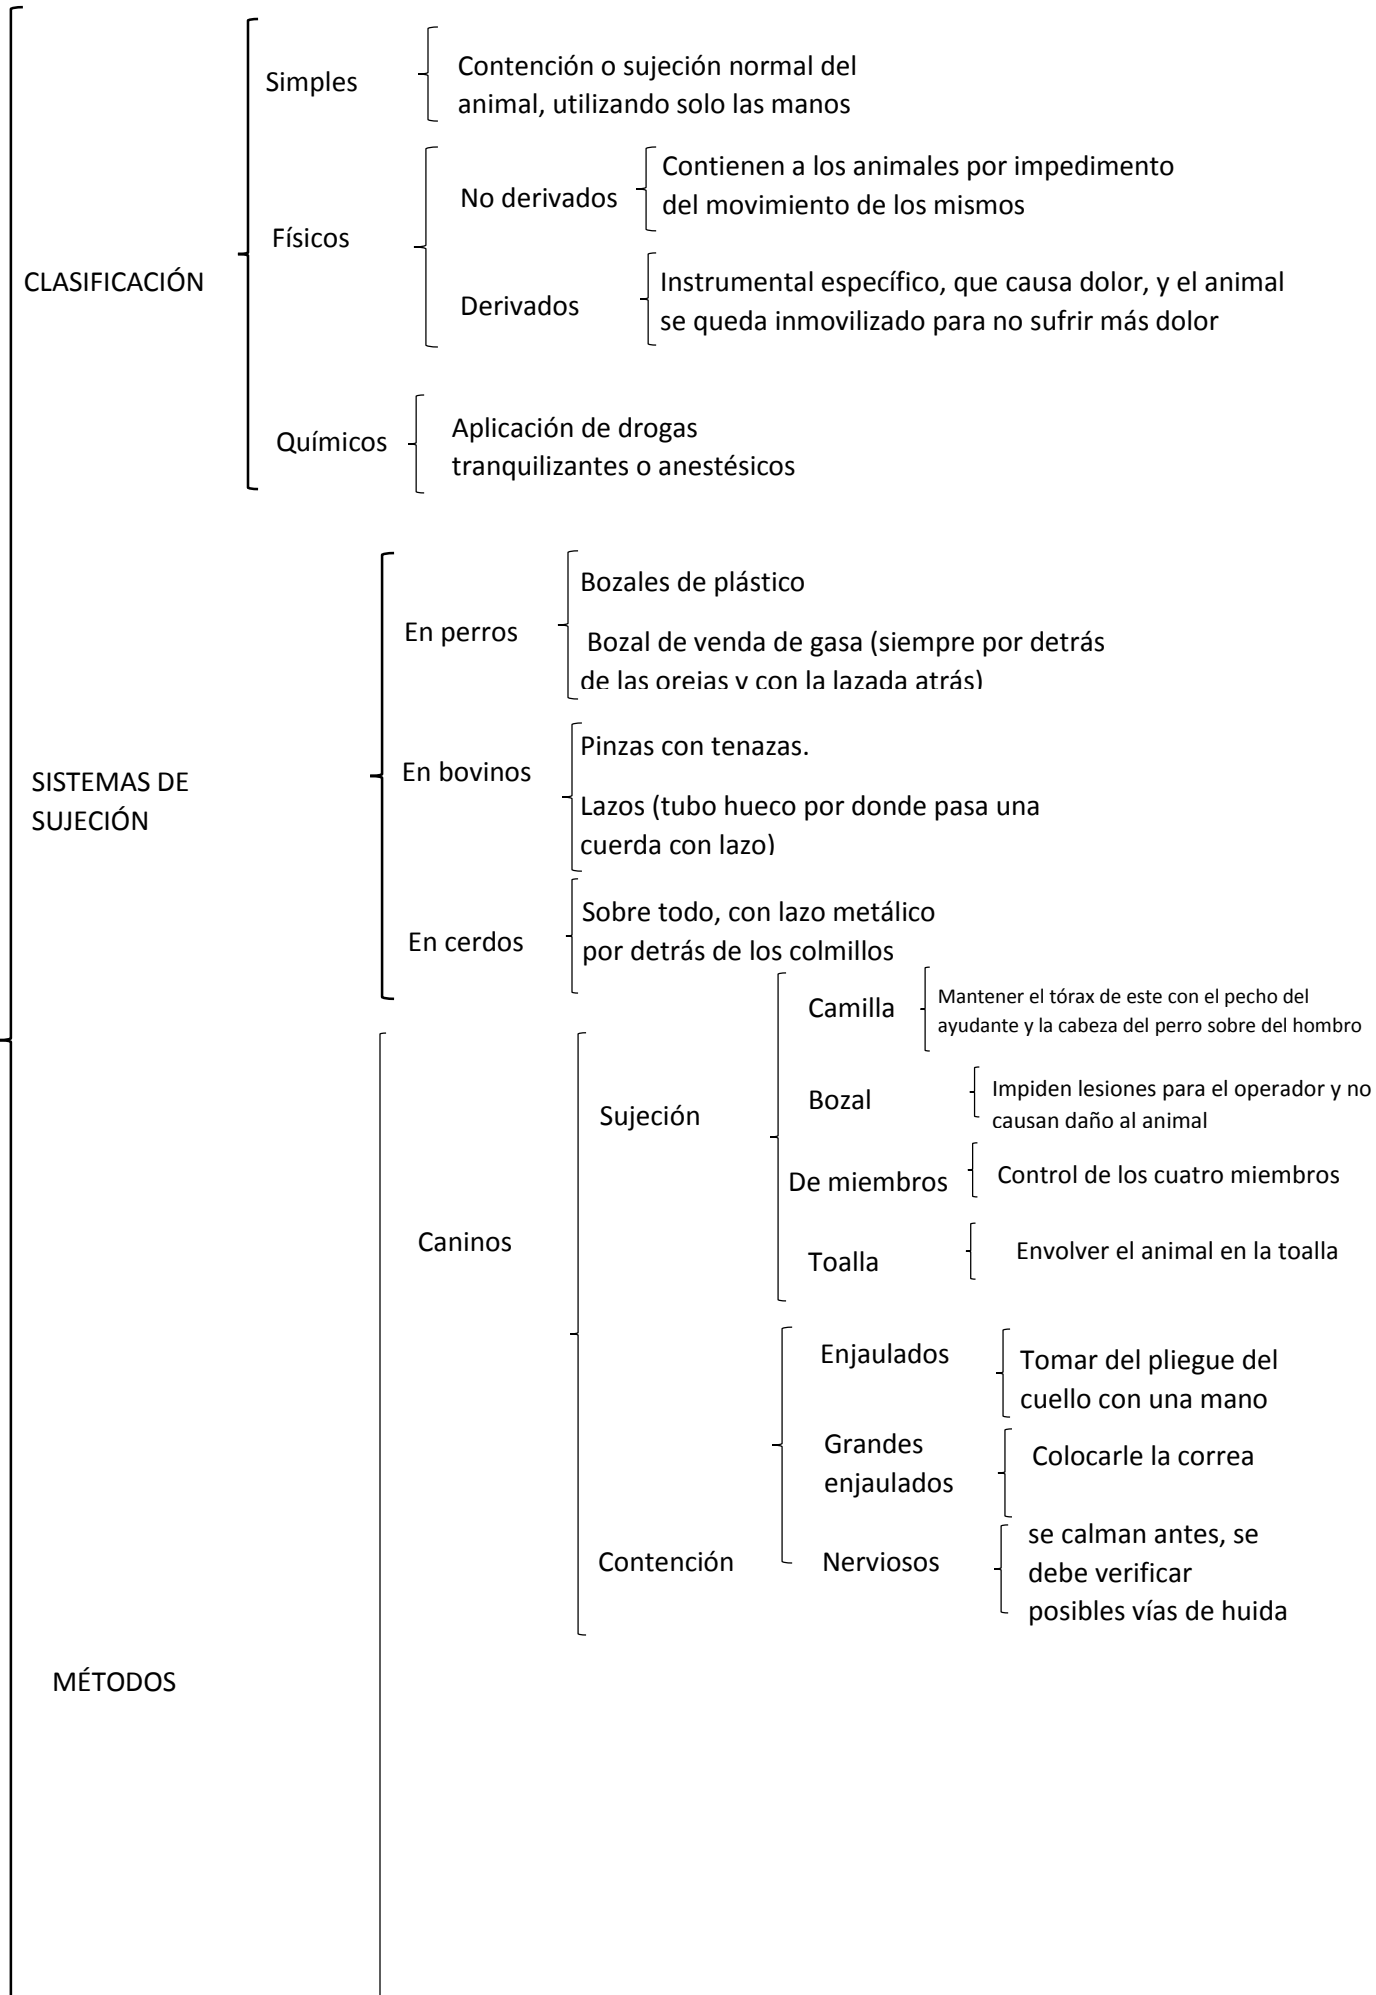 CLASIFICACIÓN
Simples
Contención o sujeción normal del
animal, utilizando solo las manos
Físicos
No derivados
Contienen a los animales por impedimento
del movimiento de los mismos
Derivados
Instrumental específico, que causa dolor, y el animal
se queda inmovilizado para no sufrir más dolor
Químicos
Aplicación de drogas
tranquilizantes o anestésicos
SISTEMAS DE
SUJECIÓN
En perros
Bozales de plástico
Bozal de venda de gasa (siempre por detrás
de las orejas y con la lazada atrás)
En bovinos
Pinzas con tenazas.
Lazos (tubo hueco por donde pasa una
cuerda con lazo)
En cerdos
Sobre todo, con lazo metálico
por detrás de los colmillos
MÉTODOS
Caninos
Sujeción
Camilla
Mantener el tórax de este con el pecho del
ayudante y la cabeza del perro sobre del hombro
Bozal
Impiden lesiones para el operador y no
causan daño al animal
De miembros
Control de los cuatro miembros
Toalla
Envolver el animal en la toalla
Contención
Enjaulados
Tomar del pliegue del
cuello con una mano
Grandes
enjaulados
Colocarle la correa
Nerviosos
se calman antes, se
debe verificar
posibles vías de huida